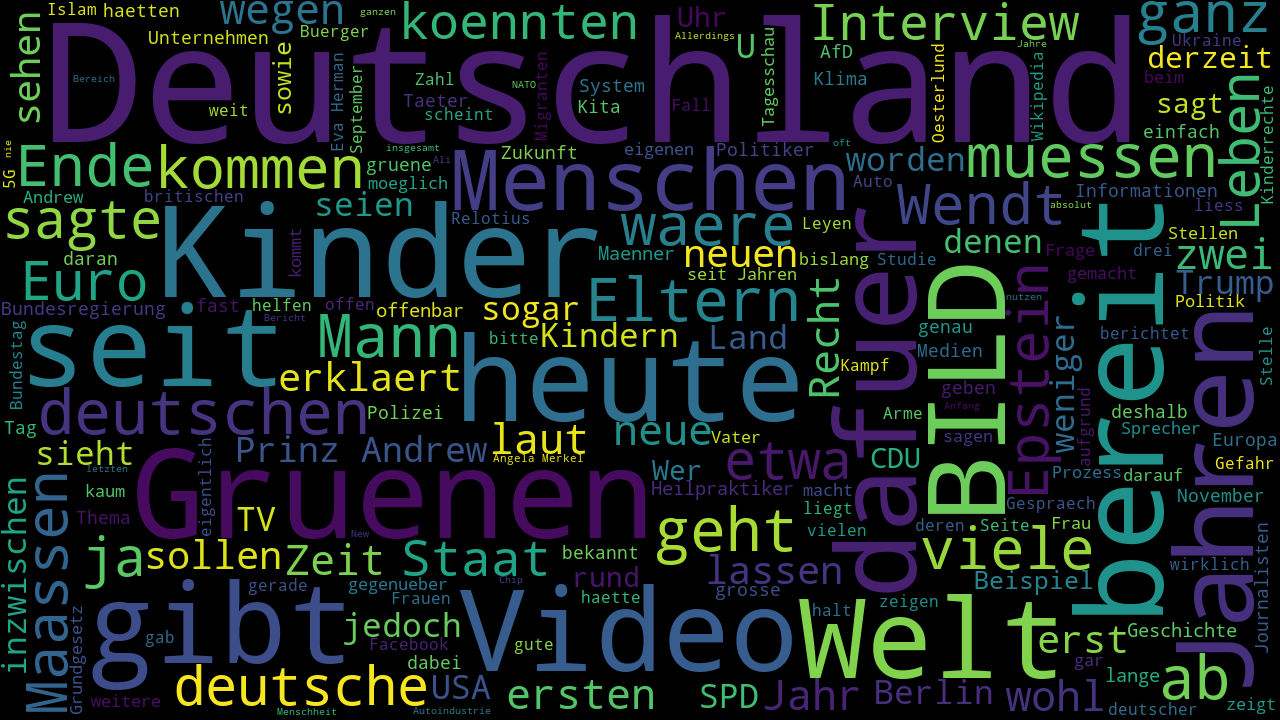 Islam haetten wegen koennten Uhr Interview ganz
Deutschland
sehen Unternehmen Buerger ganzen Allerdings U AfD Jahre Ukraine
derzeit
Bereich sowie Zahl NATO System Klima beim
weit Eva Herman September Taeter Kita Migranten Fall Tagesschau Oesterlund Wikipedia sagt
scheint einfach
5G nie Ende kommen insgesamt oft Leben Kinderrechte
gruene Ali Zukunft eigenen Politiker worden muessen
Menschen
Andrew britischen moeglich Auto Wendt Informationen
sagte Kinder seien Relotius waere Leyen absolut liess
Stellen
daran kommt Maenner neuen bislang Studie denen Frage drei zwei
Euro seit Jahren gemacht Trump
Bundesregierung fast helfen offen offenbar sogar Eltern Recht dafuer BILD nutzen Politik
Bericht bereit
seit Mann bitte Kindern Land genau Epstein Weniger berichtet Stelle
Bundestag heute Medien Jahren
erklaert Kampf geben deshalb
deutschen Polizei Arme Anfang aufgrund
Tag laut neue Vater sagen Sprecher Europa
sieht Prinz Andrew Angela Merkel etwa CDU Gefahr
letzten eigentlich Wer Prozess darauf
kaum Gruenen Heilpraktiker macht Gespraech November
Thema TV New liegt deren Seite Frau
inzwischen vielen
ja sollen Zeit Staat bekannt geht viele wirklich Journalisten
Maassen rund lassen Beispiel
gibt gerade gegenueber Chip Video grosse Welt
Frauen haette halt zeigen
Grundgesetz gab jedoch gute erst Geschichte
Facebook
dabei gar
deutsche USA lange ab
weitere ersten SPD Jahr Berlin wohl
Menschheit Autoindustrie deutscher zeigt